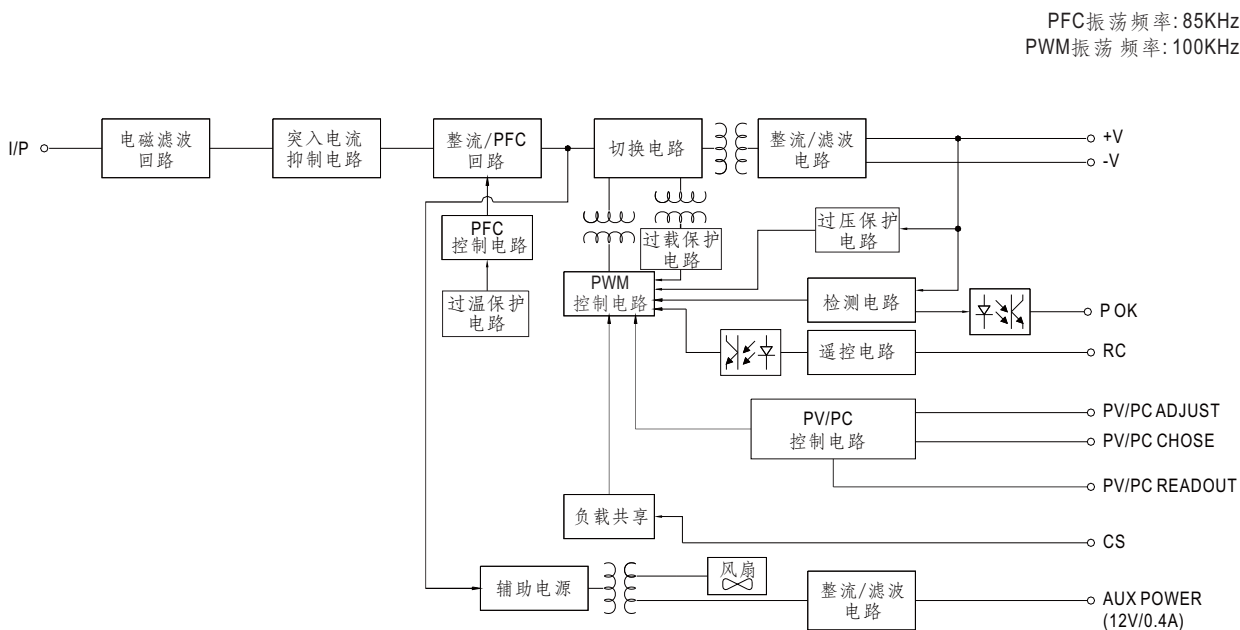 PFC振荡频率: 85KHz
PWM振荡 频率: 100KHz
I/P
电磁滤波
回路
突入电流
抑制电路
整流/PFC
回路
切换电路
整流/滤波
电路
+V
-V
PFC
控制电路
过载保护
电路
过压保护
电路
过温保护
电路
PWM
控制电路
检测电路
P OK
遥控电路
RC
PV/PC
控制电路
PV/PC ADJUST
PV/PC CHOSE
PV/PC READOUT
负载共享
CS
辅助电源
风扇
整流/滤波
电路
AUX POWER
(12V/0.4A)